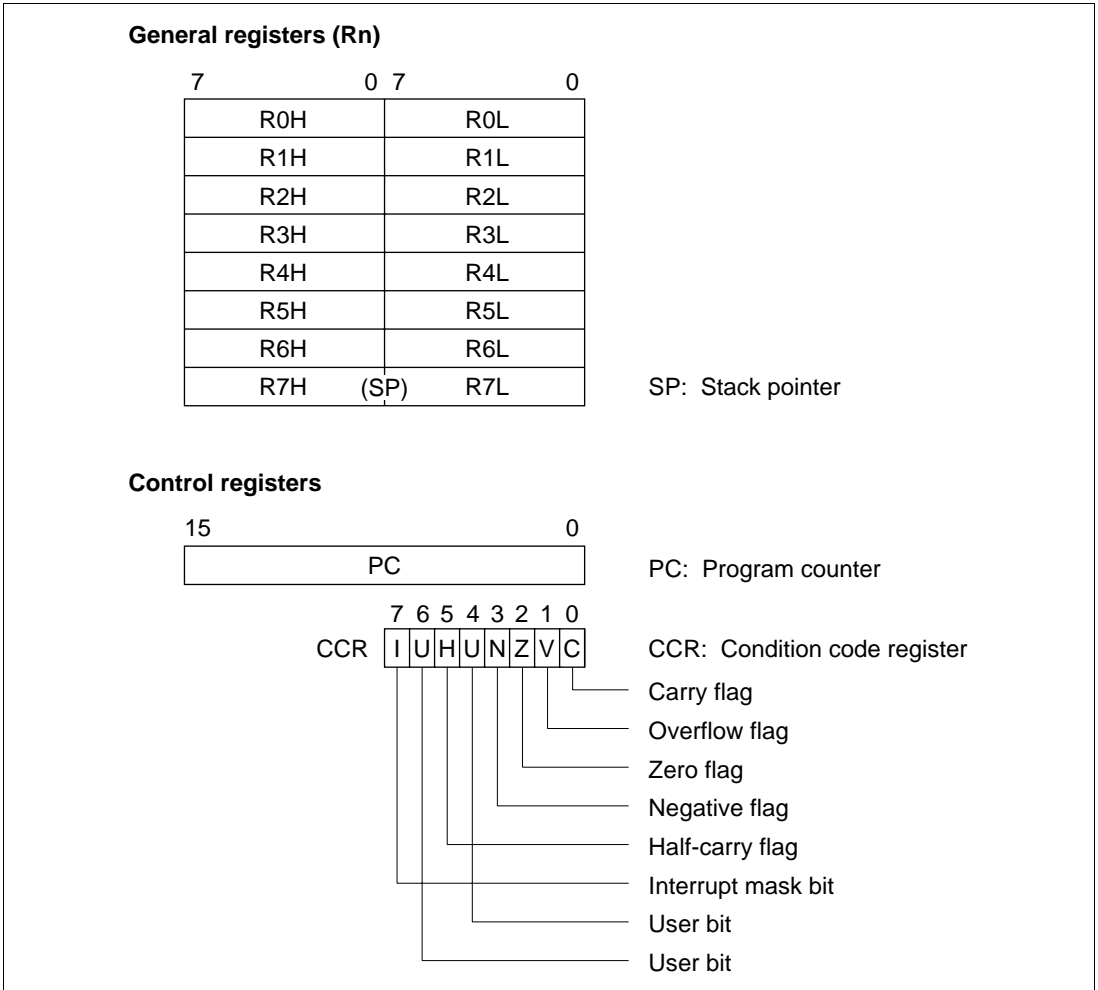 General registers (Rn)
7 0 7 0
R0H R0L
R1H R1L
R2H R2L
R3H R3L
R4H R4L
R5H R5L
R6H R6L
R7H (SP) R7L SP: Stack pointer
Control registers
15 0
PC PC: Program counter
7 6 5 4 3 2 1 0
CCR I U H U N Z V C CCR: Condition code register
Carry flag
Overflow flag
Zero flag
Negative flag
Half-carry flag
Interrupt mask bit
User bit
User bit